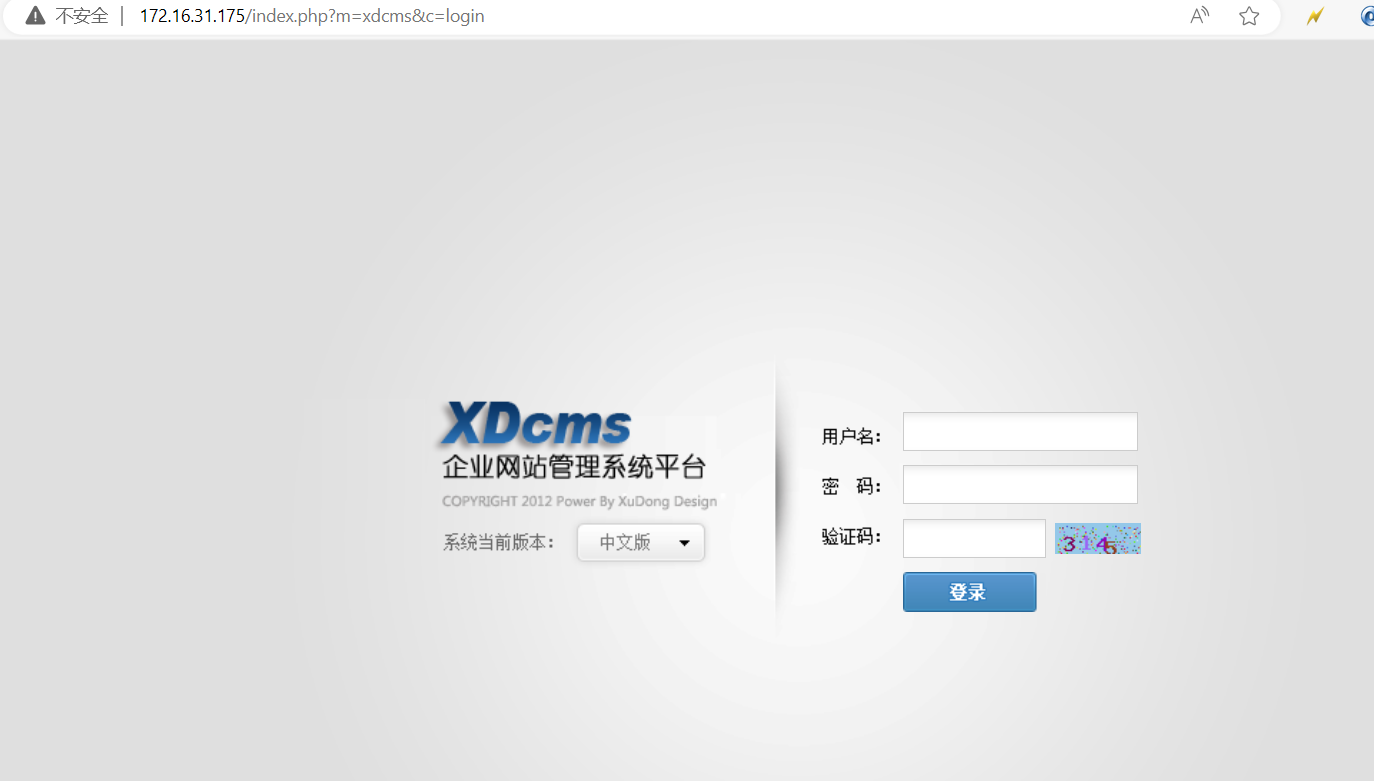 不安全 | 172.16.31.175/index.php?m=xdcms&c=login
XDcms
企业网站管理系统平台
COPYRIGHT 2012 Power By XuDong Design
系统当前版本： 中文版
用户名：
密 码：
验证码： 3145
登录